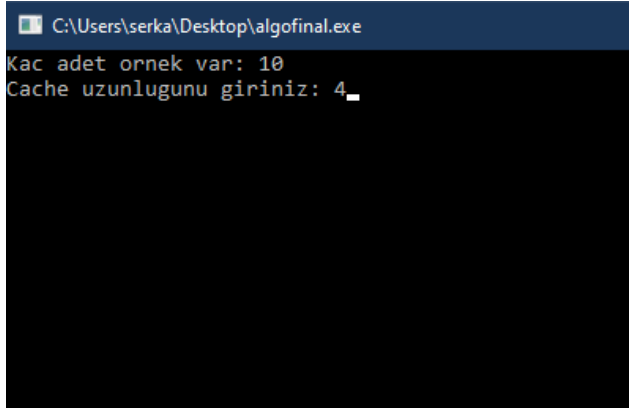 C:\Users\serka\Desktop\algofinal.exe
Kac adet ornek var: 10
Cache uzunlugunu giriniz: 4